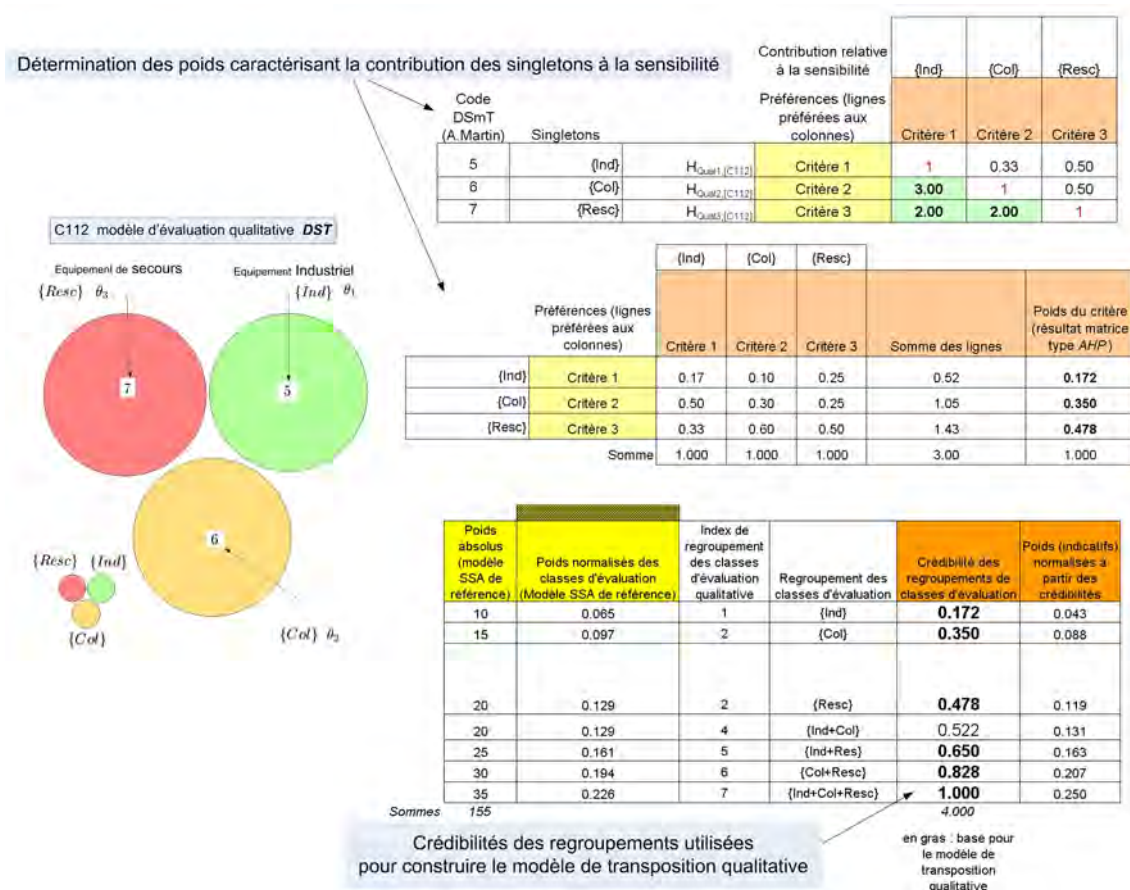 Détermination des poids caractérisant la contribution des singletons à la sensibilité
Contribution relative
à la sensibilité
{Ind} {Col} {Resc}
Code
DSmT
(A.Martin)
Singletons
Préférences (lignes
préférées aux
colonnes)
Critère 1 Critère 2 Critère 3
5 {Ind} H Qual1,[C112] Critère 1 1 0.33 0.50
6 {Col} H Qual2,[C112] Critère 2 3.00 1 0.50
7 {Resc} H Qual3,[C112] Critère 3 2.00 2.00 1
C112 modèle d'évaluation qualitative DST
Equipement de secours
{Resc} θ3
Equipement Industriel
{Ind} θ1
7
5
6
{Resc} {Ind}
{Col}
{Col} θ2
{Ind} {Col} {Resc}
Préférences (lignes
préférées aux
colonnes)
Critère 1 Critère 2 Critère 3 Somme des lignes
Poids du critère
(résultat matrice
type AHP)
{Ind} Critère 1 0.17 0.10 0.25 0.52 0.172
{Col} Critère 2 0.50 0.30 0.25 1.05 0.350
{Resc} Critère 3 0.33 0.60 0.50 1.43 0.478
Somme 1.000 1.000 1.000 3.00 1.000
Poids
absolus
(modèle
SSA de
référence)
Poids normalisés des
classes d'évaluation
(Modèle SSA de référence)
Index de
regroupement
des classes
d'évaluation
qualitative
Regroupement des
classes d'évaluation
Crédibilité des
regroupements de
classes d'évaluation
Poids (indicatifs)
normalisés à
partir des
crédibilités
10 0.065 1 {Ind} 0.172 0.043
15 0.097 2 {Col} 0.350 0.088
20 0.129 2 {Resc} 0.478 0.119
20 0.129 4 {Ind+Col} 0.522 0.131
25 0.161 5 {Ind+Res} 0.650 0.163
30 0.194 6 {Col+Resc} 0.828 0.207
35 0.226 7 {Ind+Col+Resc} 1.000 0.250
Sommes 155 4.000
Crédibilités des regroupements utilisées
pour construire le modèle de transposition qualitative
en gras : base pour
le modèle de
transposition
qualitative